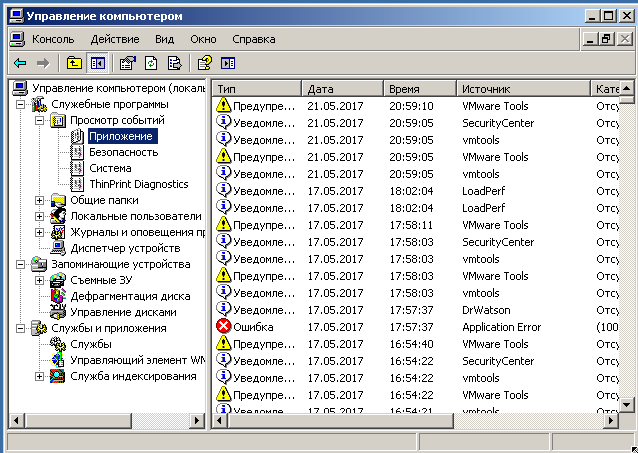 Управление компьютером
Консоль Действие Вид Окно Справка
Управление компьютером (локаль
Служебные программы
Просмотр событий
Приложение
Безопасность
Система
ThinPrint Diagnostics
Общие папки
Локальные пользователи
Журналы и оповещения пр
Диспетчер устройств
Запоминающие устройства
Съемные ЗУ
Дефрагментация диска
Управление дисками
Службы и приложения
Службы
Управляющий элемент WM
Служба индексирования
Тип Дата Время Источник Кате
Предупре... 21.05.2017 20:59:10 VMware Tools Отсу
Уведомле... 21.05.2017 20:59:05 SecurityCenter Отсу
Уведомле... 21.05.2017 20:59:05 vmtools Отсу
Предупре... 21.05.2017 20:59:05 VMware Tools Отсу
Уведомле... 21.05.2017 20:59:05 vmtools Отсу
Уведомле... 17.05.2017 18:02:04 LoadPerf Отсу
Уведомле... 17.05.2017 18:02:04 LoadPerf Отсу
Предупре... 17.05.2017 17:58:11 VMware Tools Отсу
Уведомле... 17.05.2017 17:58:03 SecurityCenter Отсу
Уведомле... 17.05.2017 17:58:03 vmtools Отсу
Предупре... 17.05.2017 17:58:03 VMware Tools Отсу
Уведомле... 17.05.2017 17:58:03 vmtools Отсу
Уведомле... 17.05.2017 17:57:37 DrWatson Отсу
Ошибка 17.05.2017 17:57:37 Application Error (100
Предупре... 17.05.2017 16:54:40 VMware Tools Отсу
Уведомле... 17.05.2017 16:54:22 SecurityCenter Отсу
Уведомле... 17.05.2017 16:54:22 vmtools Отсу
Предупре... 17.05.2017 16:54:22 VMware Tools Отсу
Уведомле... 17.05.2017 16:54:21 vmtools Отсу